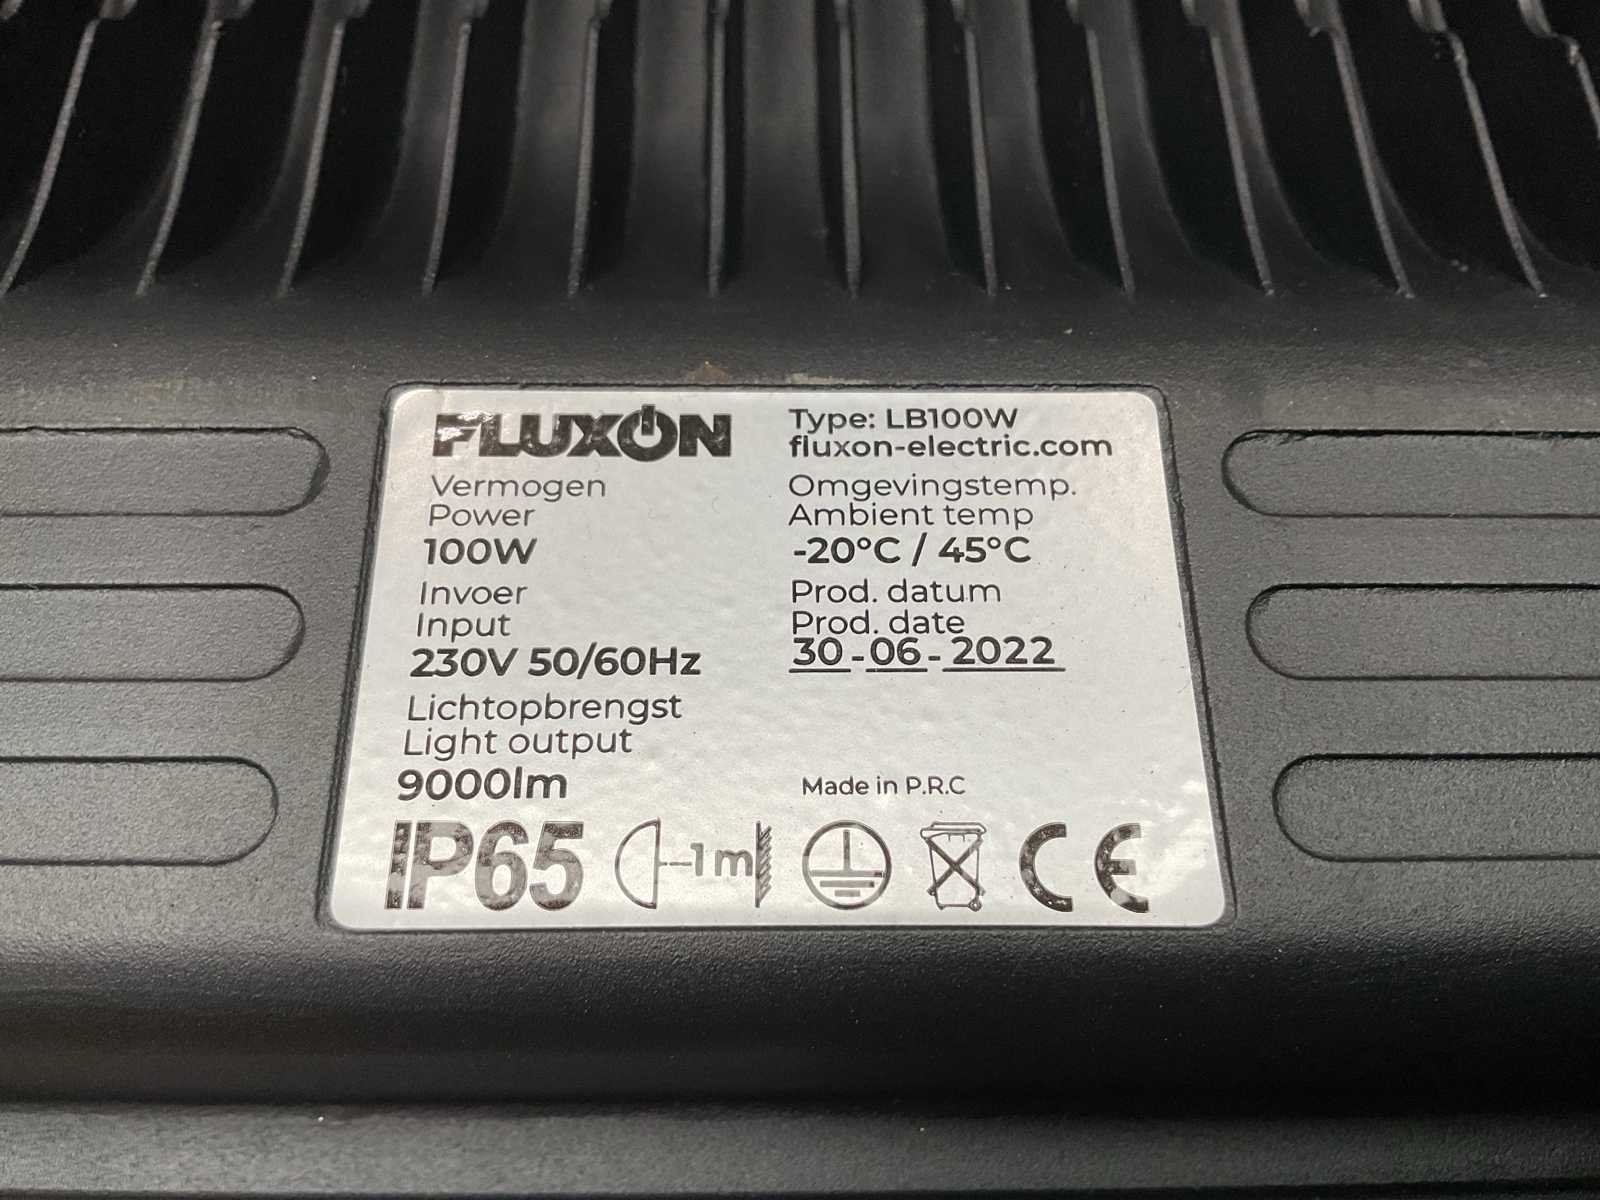 FLUXON
Vermogen
Power
100W
Invoer
Input
230V 50/60Hz
Lichtopbrengst
Light output
9000lm
Type: LB100W
fluxon-electric.com
Omgevingstemp.
Ambient temp
-20°C / 45°C
Prod. datum
Prod. date
30-06-2022
Made in P.R.C
IP65 1m CE